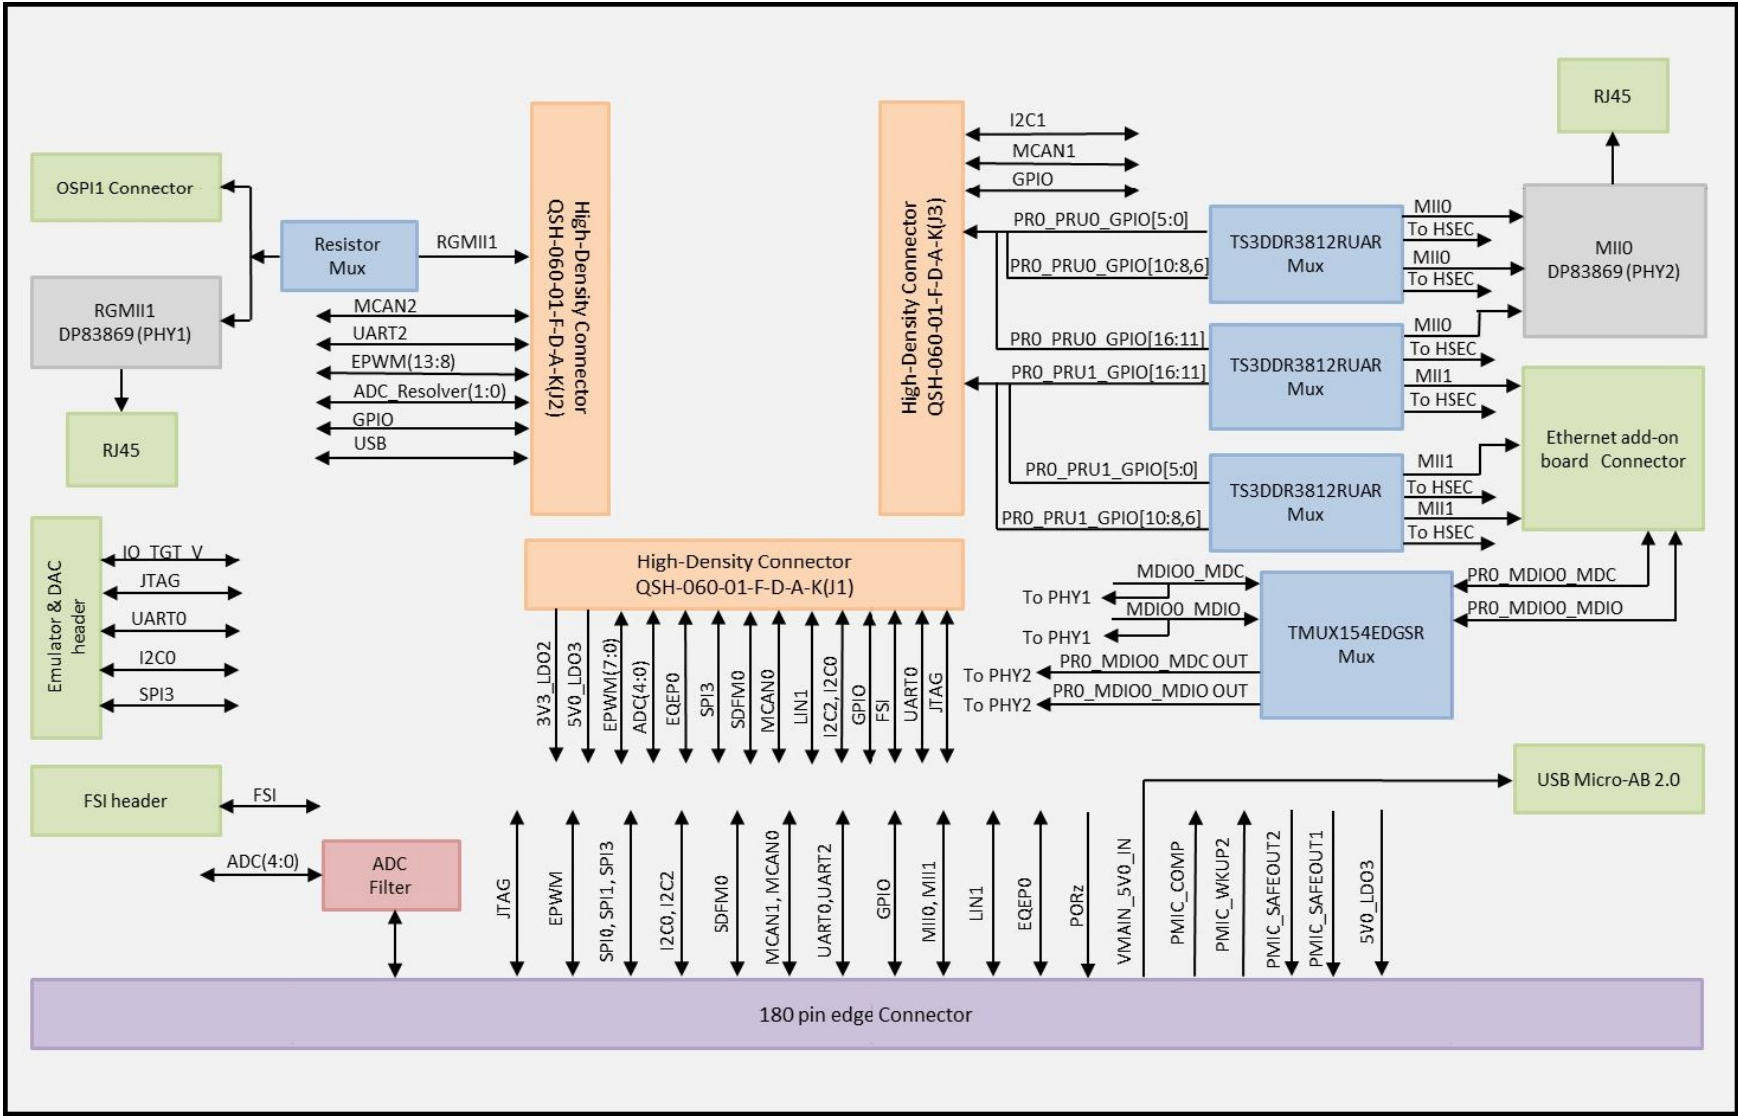 RJ45
OSPI1 Connector
Resistor
Mux
RGMII1
RGMII1
DP83869 (PHY1)
RJ45
MCAN2
UART2
EPWM(13:8)
ADC_Resolver(1:0)
GPIO
USB
High-Density Connector
QSH-060-01-F-D-A-K(J2)
High-Density Connector
QSH-060-01-F-D-A-K(J3)
I2C1
MCAN1
GPIO
PR0_PRU0_GPIO[5:0]
PR0_PRU0_GPIO[10:8,6]
PR0_PRU0_GPIO[16:11]
PR0_PRU1_GPIO[16:11]
PR0_PRU1_GPIO[5:0]
PR0_PRU1_GPIO[10:8,6]
TS3DDR3812RUAR
Mux
MII0
To HSEC
MII0
To HSEC
TS3DDR3812RUAR
Mux
MII0
To HSEC
MII1
To HSEC
TS3DDR3812RUAR
Mux
MII1
To HSEC
MII1
To HSEC
MII0
DP83869 (PHY2)
Ethernet add-on
board Connector
Emulator & DAC
header
IO_TGT_V
JTAG
UART0
I2C0
SPI3
High-Density Connector
QSH-060-01-F-D-A-K(J1)
3V3_LDO2
5V0_LDO3
EPWM(7:0)
ADC(4:0)
EQEP0
SPI3
SDFM0
MCAN0
LIN1
I2C2, I2C0
GPIO
FSI
UART0
JTAG
MDIO0_MDC
To PHY1
MDIO0_MDIO
To PHY1
PR0_MDIO0_MDC OUT
To PHY2
PR0_MDIO0_MDIO OUT
To PHY2
TMUX154EDGSR
Mux
PR0_MDIO0_MDC
PR0_MDIO0_MDIO
USB Micro-AB 2.0
FSI header
FSI
ADC(4:0)
ADC
Filter
JTAG
EPWM
SPI0, SPI1, SPI3
I2C0, I2C2
SDFM0
MCAN1, MCAN0
UART0,UART2
GPIO
MII0, MII1
LIN1
EQEP0
PORz
VMAIN_5V0_IN
PMIC_COMP
PMIC_WKUP2
PMIC_SAFEOUT2
PMIC_SAFEOUT1
5V0_LDO3
180 pin edge Connector